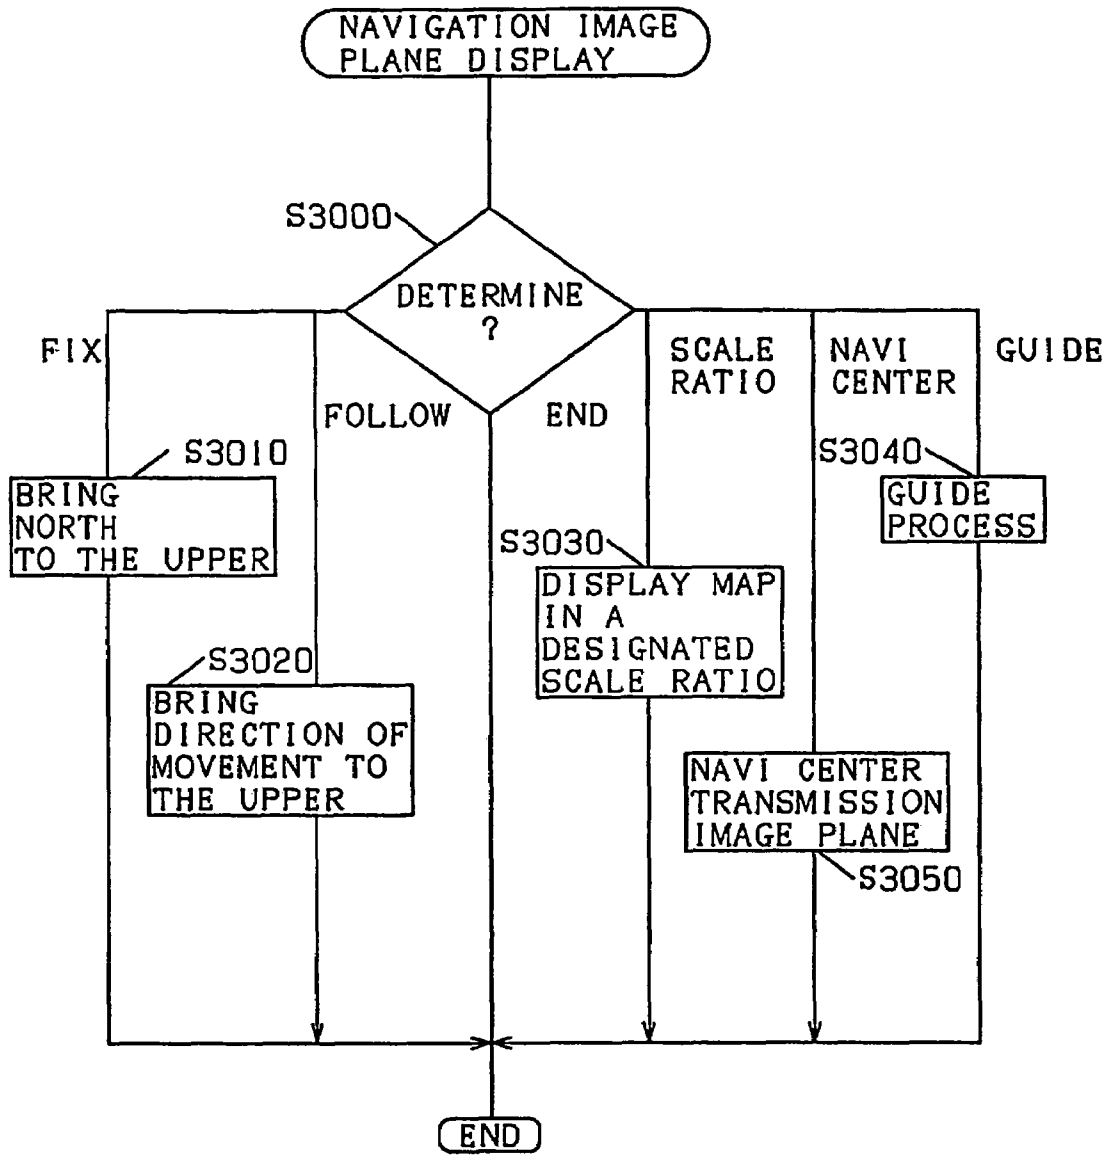 NAVIGATION IMAGE
PLANE DISPLAY
S3000
DETERMINE
?
FIX
FOLLOW
END
SCALE
RATIO
NAVI
CENTER
GUIDE
S3010
BRING
NORTH
TO THE UPPER
S3020
BRING
DIRECTION OF
MOVEMENT TO
THE UPPER
S3030
DISPLAY MAP
IN A
DESIGNATED
SCALE RATIO
S3040
GUIDE
PROCESS
NAVI CENTER
TRANSMISSION
IMAGE PLANE
S3050
END